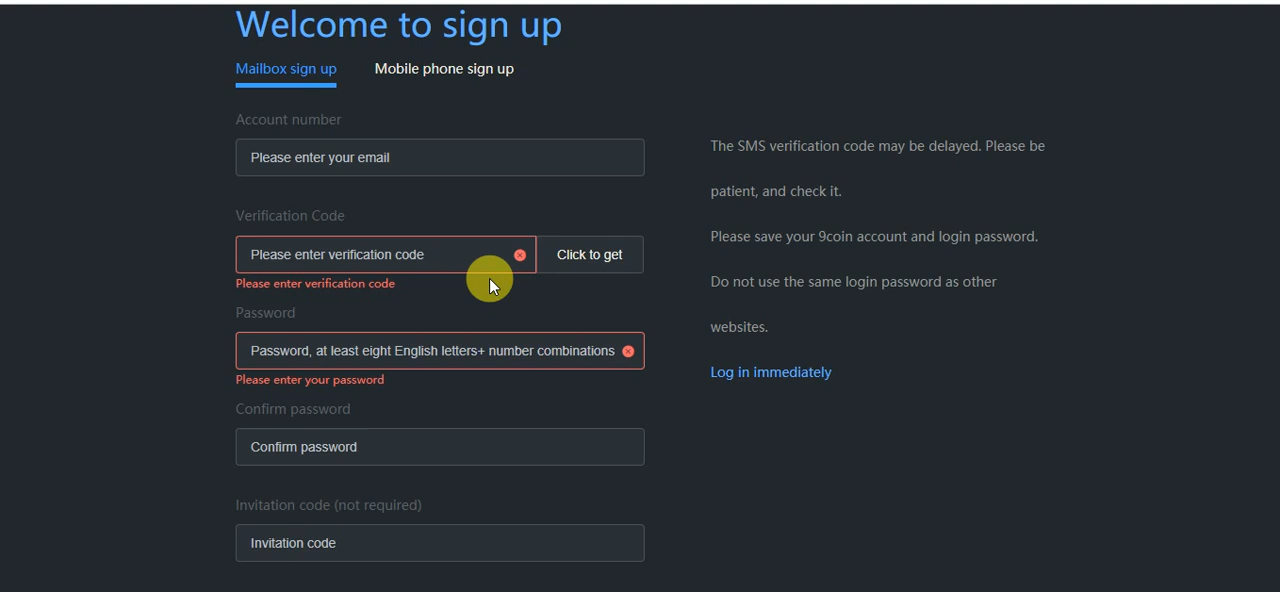 Welcome to sign up
Mailbox sign up
Mobile phone sign up
Account number
Please enter your email
Verification Code
Please enter verification code
Click to get
Please enter verification code
Password
Password, at least eight English letters+ number combinations
Please enter your password
Confirm password
Confirm password
Invitation code (not required)
Invitation code
The SMS verification code may be delayed. Please be
patient, and check it.
Please save your 9coin account and login password.
Do not use the same login password as other
websites.
Log in immediately